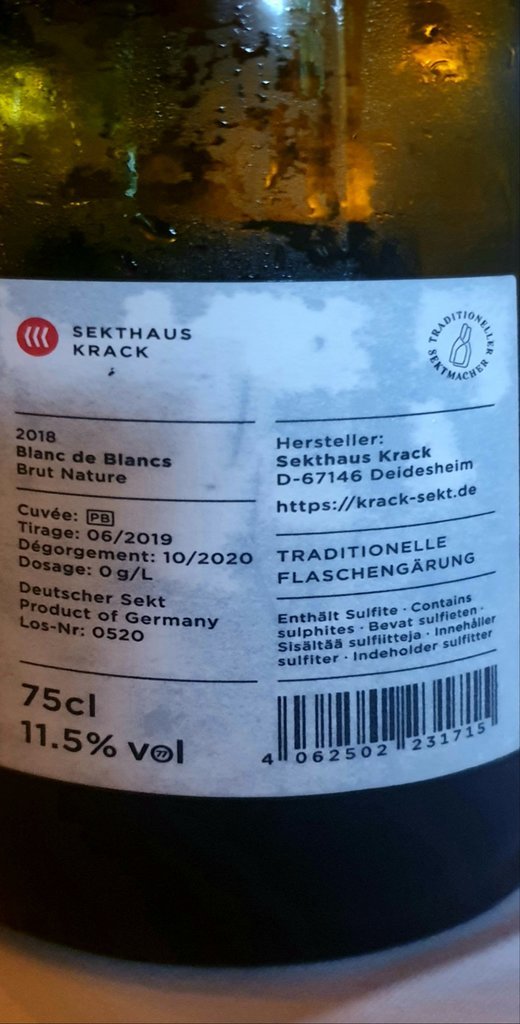 SEKTHAUS
KRACK
TRADITIONELLER
SEKTMACHER
2018
Blanc de Blancs
Brut Nature
Cuvée: PB
Tirage: 06/2019
Dégorgement: 10/2020
Dosage: 0 g/L
Deutscher Sekt
Product of Germany
Los-Nr: 0520
75cl
11.5% vol
77
Hersteller:
Sekthaus Krack
D-67146 Deidesheim
https://krack-sekt.de
TRADITIONELLE
FLASCHENGÄRUNG
Enthält Sulfite · Contains
sulphites · Bevat sulfieten ·
Sisältää sulfiitteja · Innehåller
sulfiter · Indeholder sulfitter
4 062502 231715